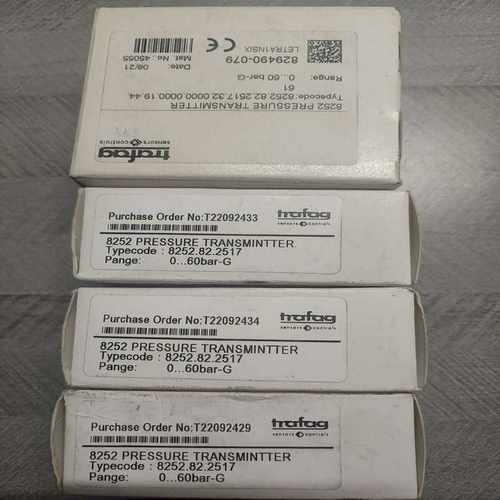 8252 PRESSURE TRANSMITTER
Typecode: 8252.82.2517.32.0000.0000.19.44
61
Range: 0...60 bar-G
829490-079
LETRA1NSIX
Date: 08/21
Mat. No.: 45055
trafag
sensors & controls
Purchase Order No:T22092433
trafag
sensors & controls
8252 PRESSURE TRANSMINTTER
Typecode : 8252.82.2517
Pange: 0...60bar-G
Purchase Order No:T22092434
trafag
sensors & controls
8252 PRESSURE TRANSMINTTER
Typecode : 8252.82.2517
Pange: 0...60bar-G
Purchase Order No:T22092429
trafag
sensors & controls
8252 PRESSURE TRANSMINTTER
Typecode : 8252.82.2517
Pange: 0...60bar-G